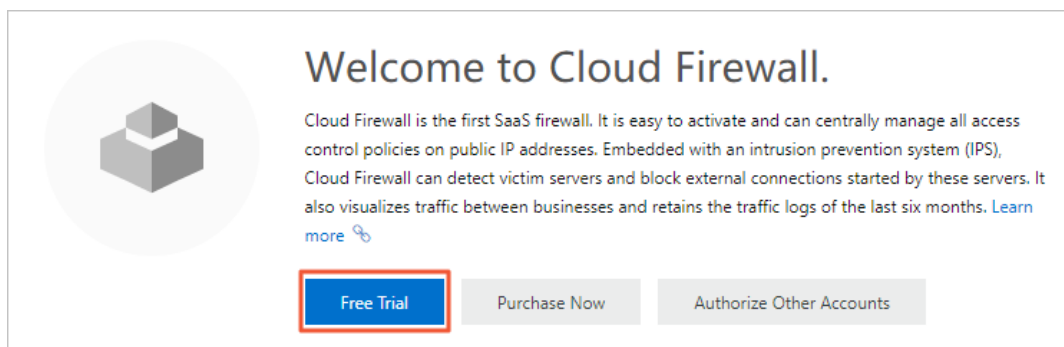 Welcome to Cloud Firewall.
Cloud Firewall is the first SaaS firewall. It is easy to activate and can centrally manage all access
control policies on public IP addresses. Embedded with an intrusion prevention system (IPS),
Cloud Firewall can detect victim servers and block external connections started by these servers. It
also visualizes traffic between businesses and retains the traffic logs of the last six months. Learn
more
Free Trial
Purchase Now
Authorize Other Accounts